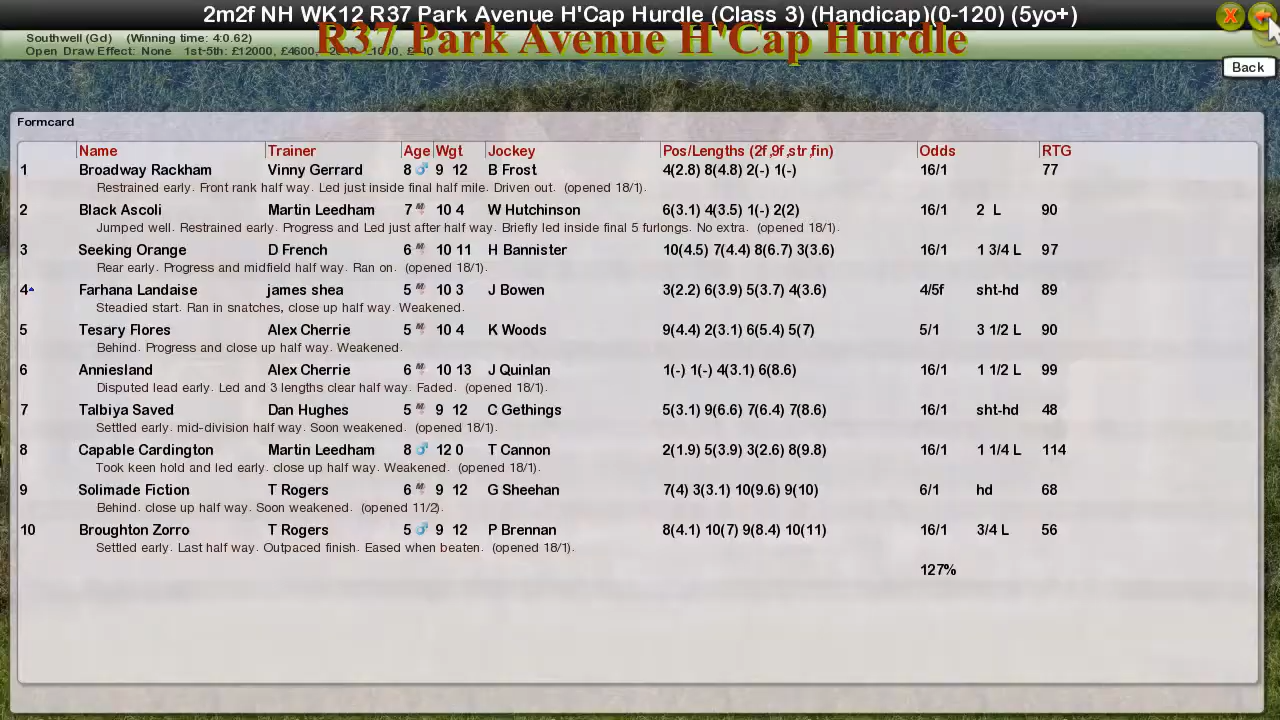 2m2f NH WK12 R37 Park Avenue H'Cap Hurdle (Class 3) (Handicap)(0-120) (5yo+)
R37 Park Avenue H'Cap Hurdle
Southwell (Gd) (Winning time: 4:0.62)
Open Draw Effect: None. 1st-5th: £12000, £4600,
X
Back
Formcard
Name Trainer Age Wgt Jockey Pos/Lengths (2f,9f,str,fin) Odds RTG
1 Broadway Rackham Vinny Gerrard 8 9 12 B Frost 4(2.8) 8(4.8) 2(-) 1(-) 16/1 77
Restrained early. Front rank half way. Led just inside final half mile. Driven out. (opened 18/1).
2 Black Ascoli Martin Leedham 7 10 4 W Hutchinson 6(3.1) 4(3.5) 1(-) 2(2) 16/1 2 L 90
Jumped well. Restrained early. Progress and Led just after half way. Briefly led inside final 5 furlongs. No extra. (opened 18/1).
3 Seeking Orange D French 6 10 11 H Bannister 10(4.5) 7(4.4) 8(6.7) 3(3.6) 16/1 1 3/4 L 97
Rear early. Progress and midfield half way. Ran on. (opened 18/1).
4 Farhana Landaise james shea 5 10 3 J Bowen 3(2.2) 6(3.9) 5(3.7) 4(3.6) 4/5f sht-hd 89
Steadied start. Ran in snatches, close up half way. Weakened.
5 Tesary Flores Alex Cherrie 5 10 4 K Woods 9(4.4) 2(3.1) 6(5.4) 5(7) 5/1 3 1/2 L 90
Behind. Progress and close up half way. Weakened.
6 Anniesland Alex Cherrie 6 10 13 J Quinlan 1(-) 1(-) 4(3.1) 6(8.6) 16/1 1 1/2 L 99
Disputed lead early. Led and 3 lengths clear half way. Faded. (opened 18/1).
7 Talbiya Saved Dan Hughes 5 9 12 C Gethings 5(3.1) 9(6.6) 7(6.4) 7(8.6) 16/1 sht-hd 48
Settled early. mid-division half way. Soon weakened. (opened 18/1).
8 Capable Cardington Martin Leedham 8 12 0 T Cannon 2(1.9) 5(3.9) 3(2.6) 8(9.8) 16/1 1 1/4 L 114
Took keen hold and led early. close up half way. Weakened. (opened 18/1).
9 Solimade Fiction T Rogers 6 9 12 G Sheehan 7(4) 3(3.1) 10(9.6) 9(10) 6/1 hd 68
Behind. close up half way. Soon weakened. (opened 11/2).
10 Broughton Zorro T Rogers 5 9 12 P Brennan 8(4.1) 10(7) 9(8.4) 10(11) 16/1 3/4 L 56
Settled early. Last half way. Outpaced finish. Eased when beaten. (opened 18/1).
127%